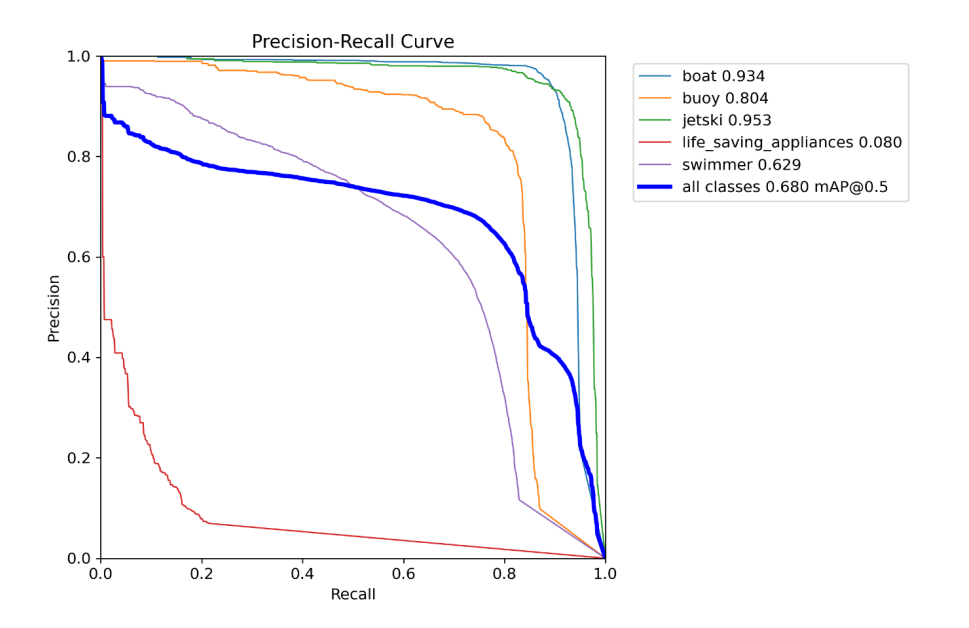 Precision-Recall Curve
1.0
0.8
0.6
0.4
0.2
0.0
Precision
0.0 0.2 0.4 0.6 0.8 1.0
Recall
boat 0.934
buoy 0.804
jetski 0.953
life_saving_appliances 0.080
swimmer 0.629
all classes 0.680 mAP@0.5